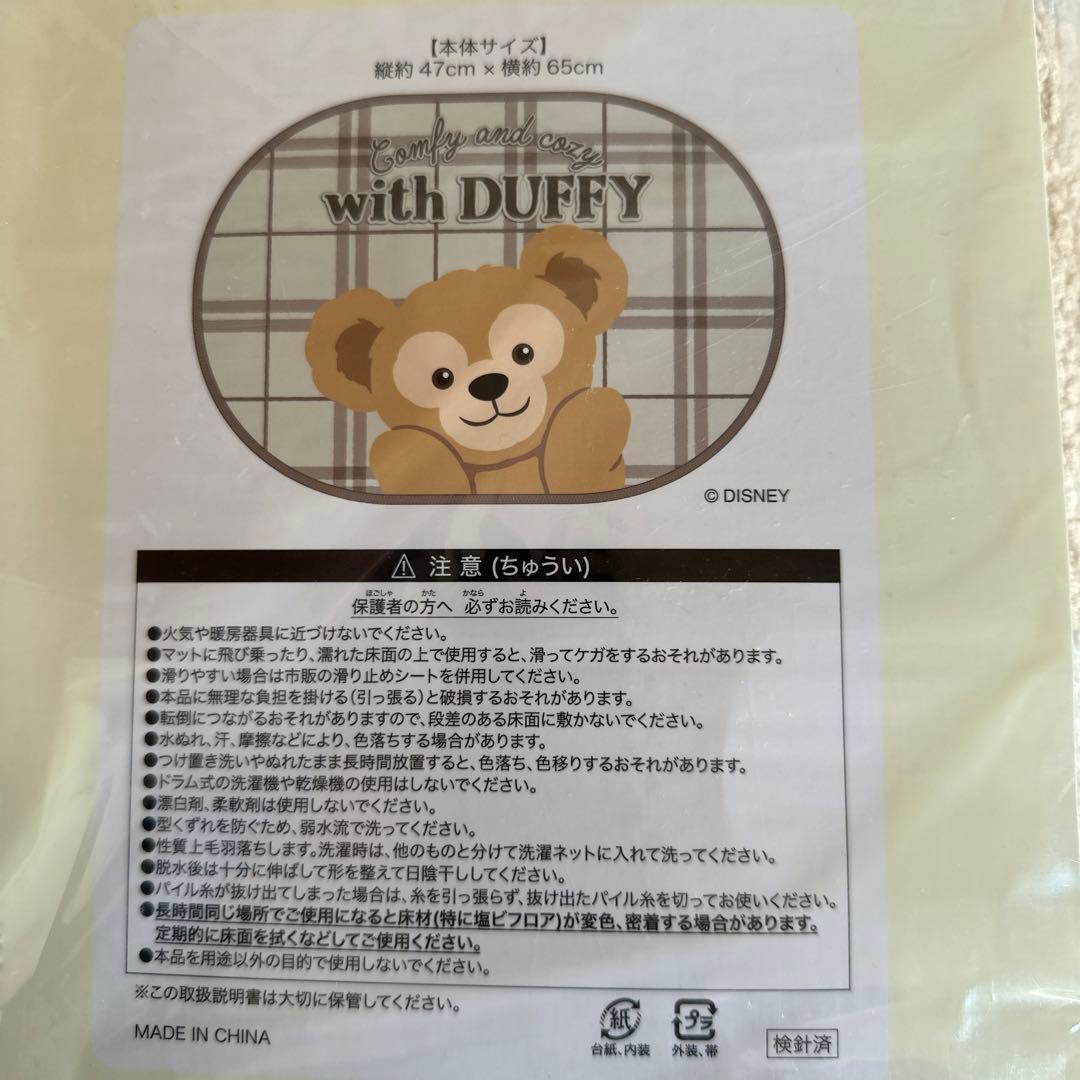 【本体サイズ】
縦約 47cm × 横約 65cm
Comfy and cozy
with DUFFY
© DISNEY
⚠ 注意 (ちゅうい)
保護者の方へ 必ずお読みください。
●火気や暖房器具に近づけないでください。
●マットに飛び乗ったり、濡れた床面の上で使用すると、滑ってケガをするおそれがあります。
●滑りやすい場合は市販の滑り止めシートを併用してください。
●本品に無理な負担を掛ける(引っ張る)と破損するおそれがあります。
●転倒につながるおそれがありますので、段差のある床面に敷かないでください。
●水ぬれ、汗、摩擦などにより、色落ちする場合があります。
●つけ置き洗いやぬれたまま長時間放置すると、色落ち、色移りするおそれがあります。
●ドラム式の洗濯機や乾燥機の使用はしないでください。
●漂白剤、柔軟剤は使用しないでください。
●型くずれを防ぐため、弱水流で洗ってください。
●性質上毛羽落ちします。洗濯時は、他のものと分けて洗濯ネットに入れて洗ってください。
●脱水後は十分に伸ばして形を整えて日陰干ししてください。
●パイル糸が抜け出てしまった場合は、糸を引っ張らず、抜け出たパイル糸を切ってお使いください。
●長時間同じ場所でご使用になると床材(特に塩ビフロア)が変色、密着する場合があります。
定期的に床面を拭くなどしてご使用ください。
●本品を用途以外の目的で使用しないでください。
※この取扱説明書は大切に保管してください。
MADE IN CHINA
紙
台紙、内装
プラ
外装、帯
検針済